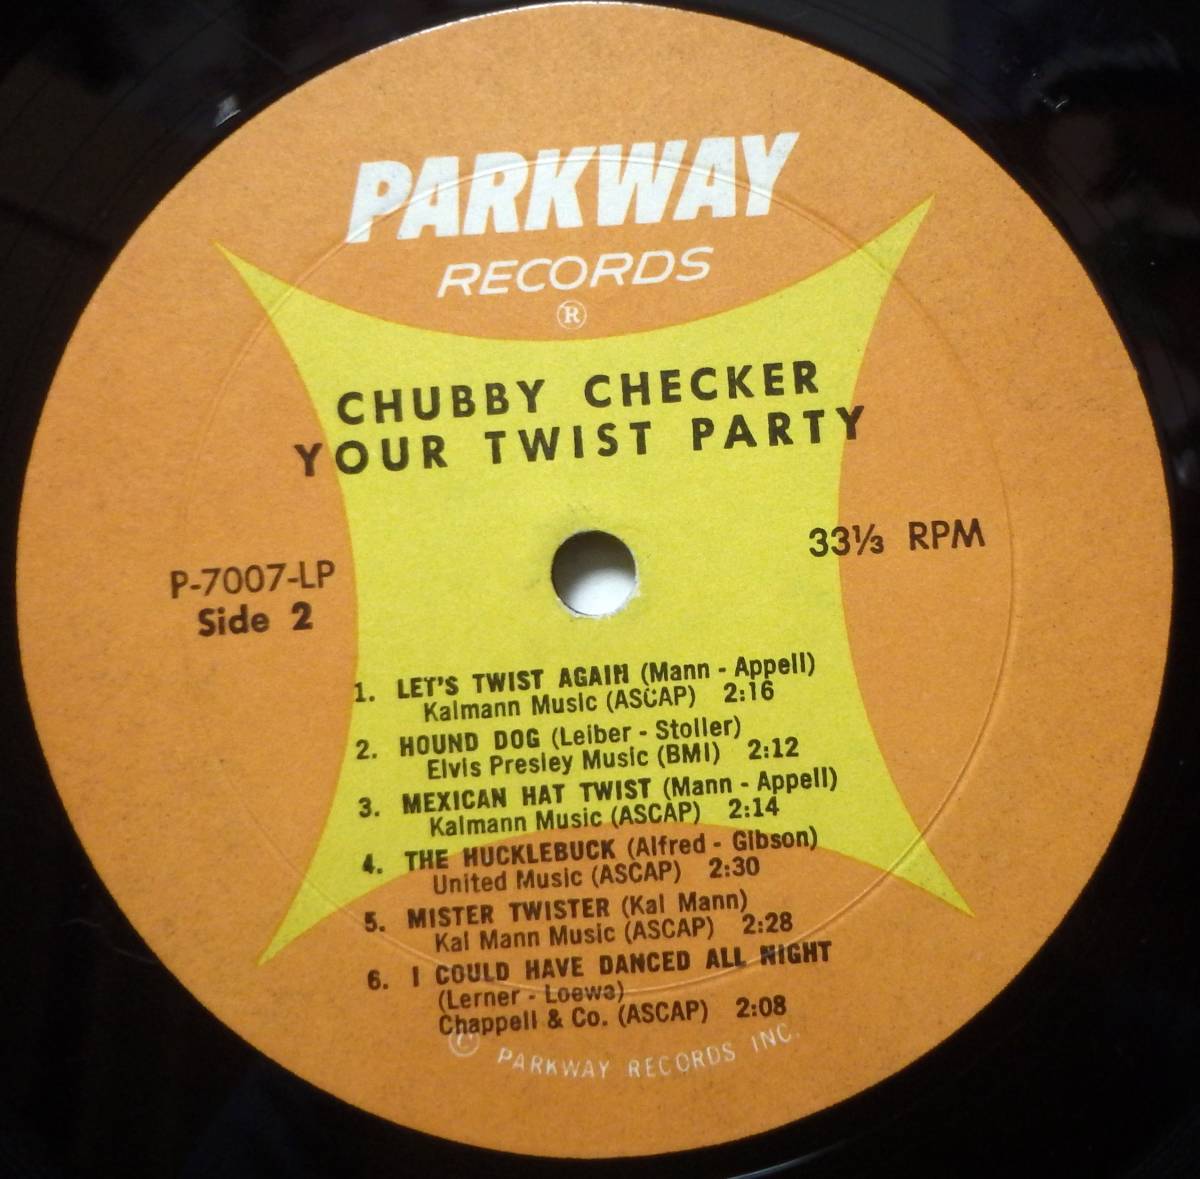 PARKWAY
RECORDS
®
CHUBBY CHECKER
YOUR TWIST PARTY
33⅓ RPM
P-7007-LP
Side 2
1. LET'S TWIST AGAIN (Mann - Appell)
Kalmann Music (ASCAP) 2:16
2. HOUND DOG (Leiber - Stoller)
Elvis Presley Music (BMI) 2:12
3. MEXICAN HAT TWIST (Mann - Appell)
Kalmann Music (ASCAP) 2:14
4. THE HUCKLEBUCK (Alfred - Gibson)
United Music (ASCAP) 2:30
5. MISTER TWISTER (Kal Mann)
Kal Mann Music (ASCAP) 2:28
6. I COULD HAVE DANCED ALL NIGHT
(Lerner - Loewe)
Chappell & Co. (ASCAP) 2:08
© PARKWAY RECORDS INC.